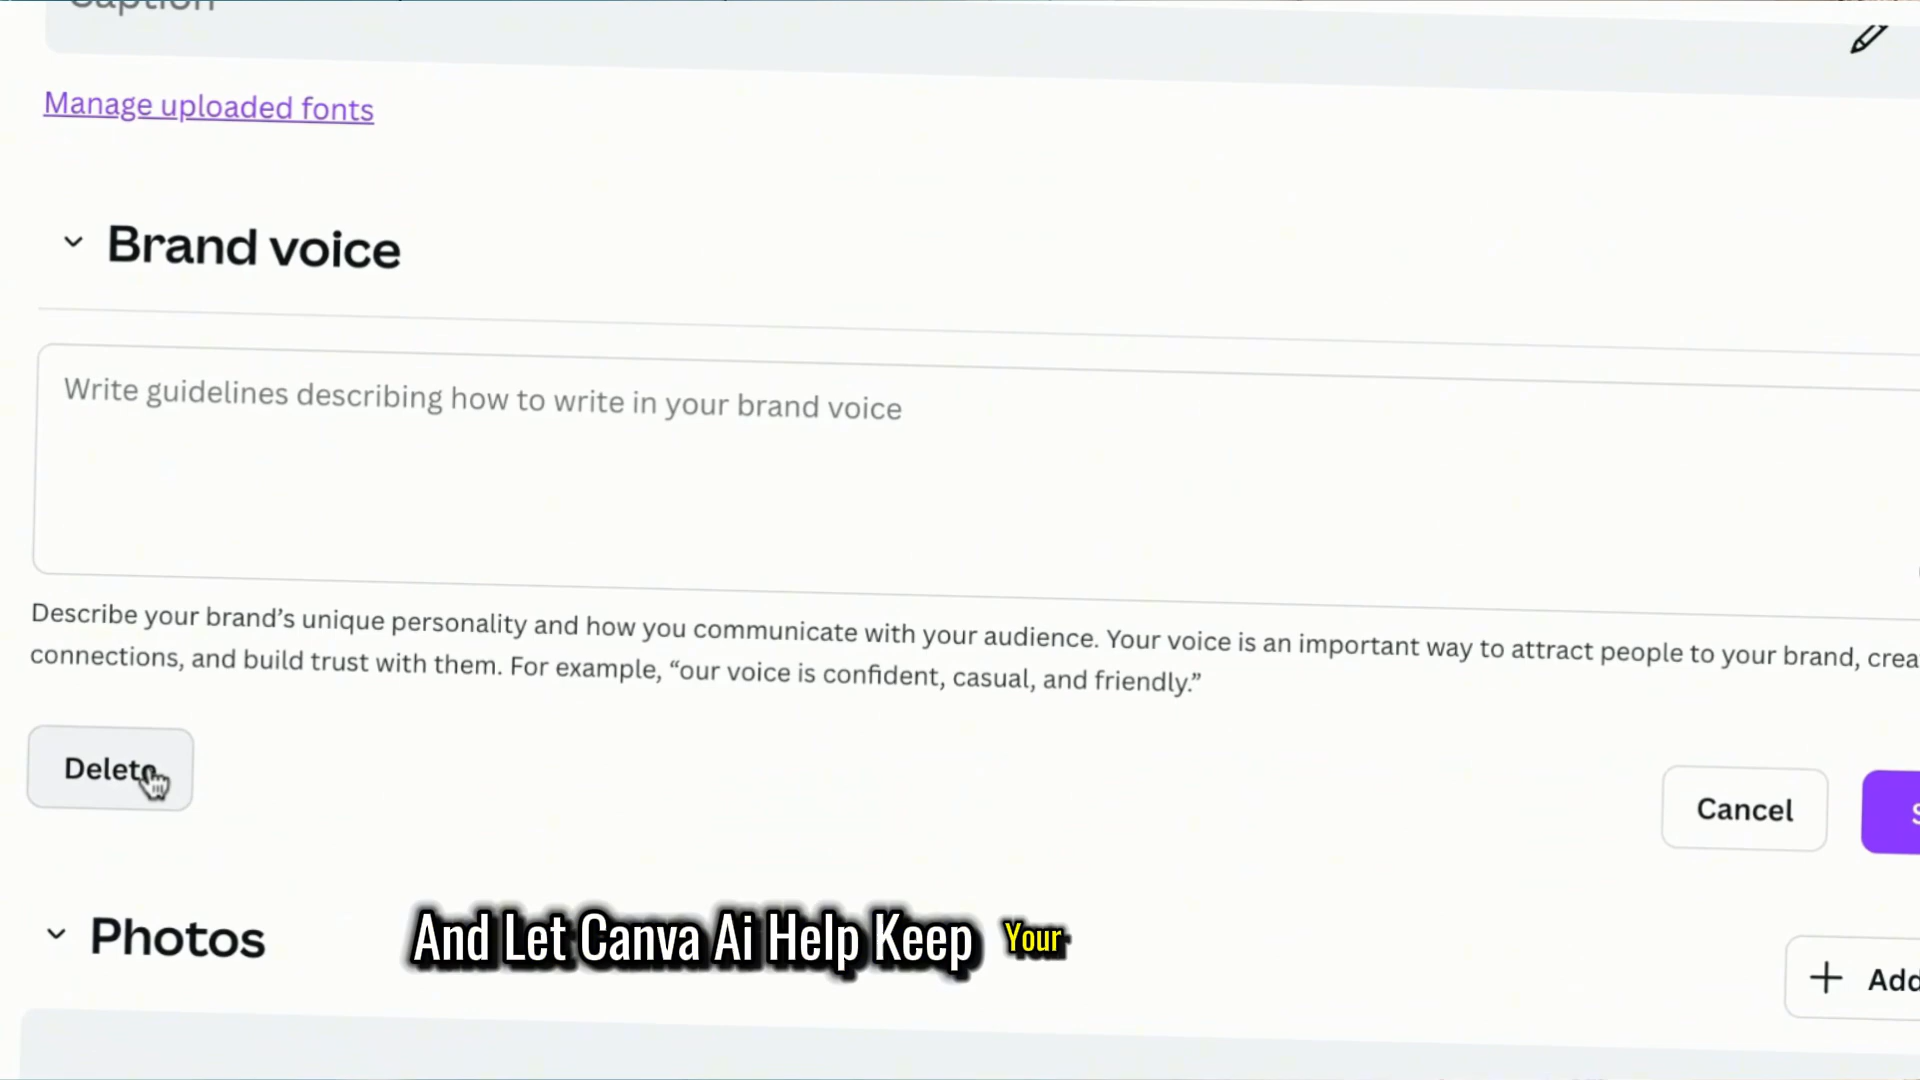 Caption
Manage uploaded fonts
Brand voice
Write guidelines describing how to write in your brand voice
Describe your brand’s unique personality and how you communicate with your audience. Your voice is an important way to attract people to your brand, crea
connections, and build trust with them. For example, “our voice is confident, casual, and friendly.”
Delete
Cancel
S
Photos
Add
And Let Canva Ai Help Keep Your